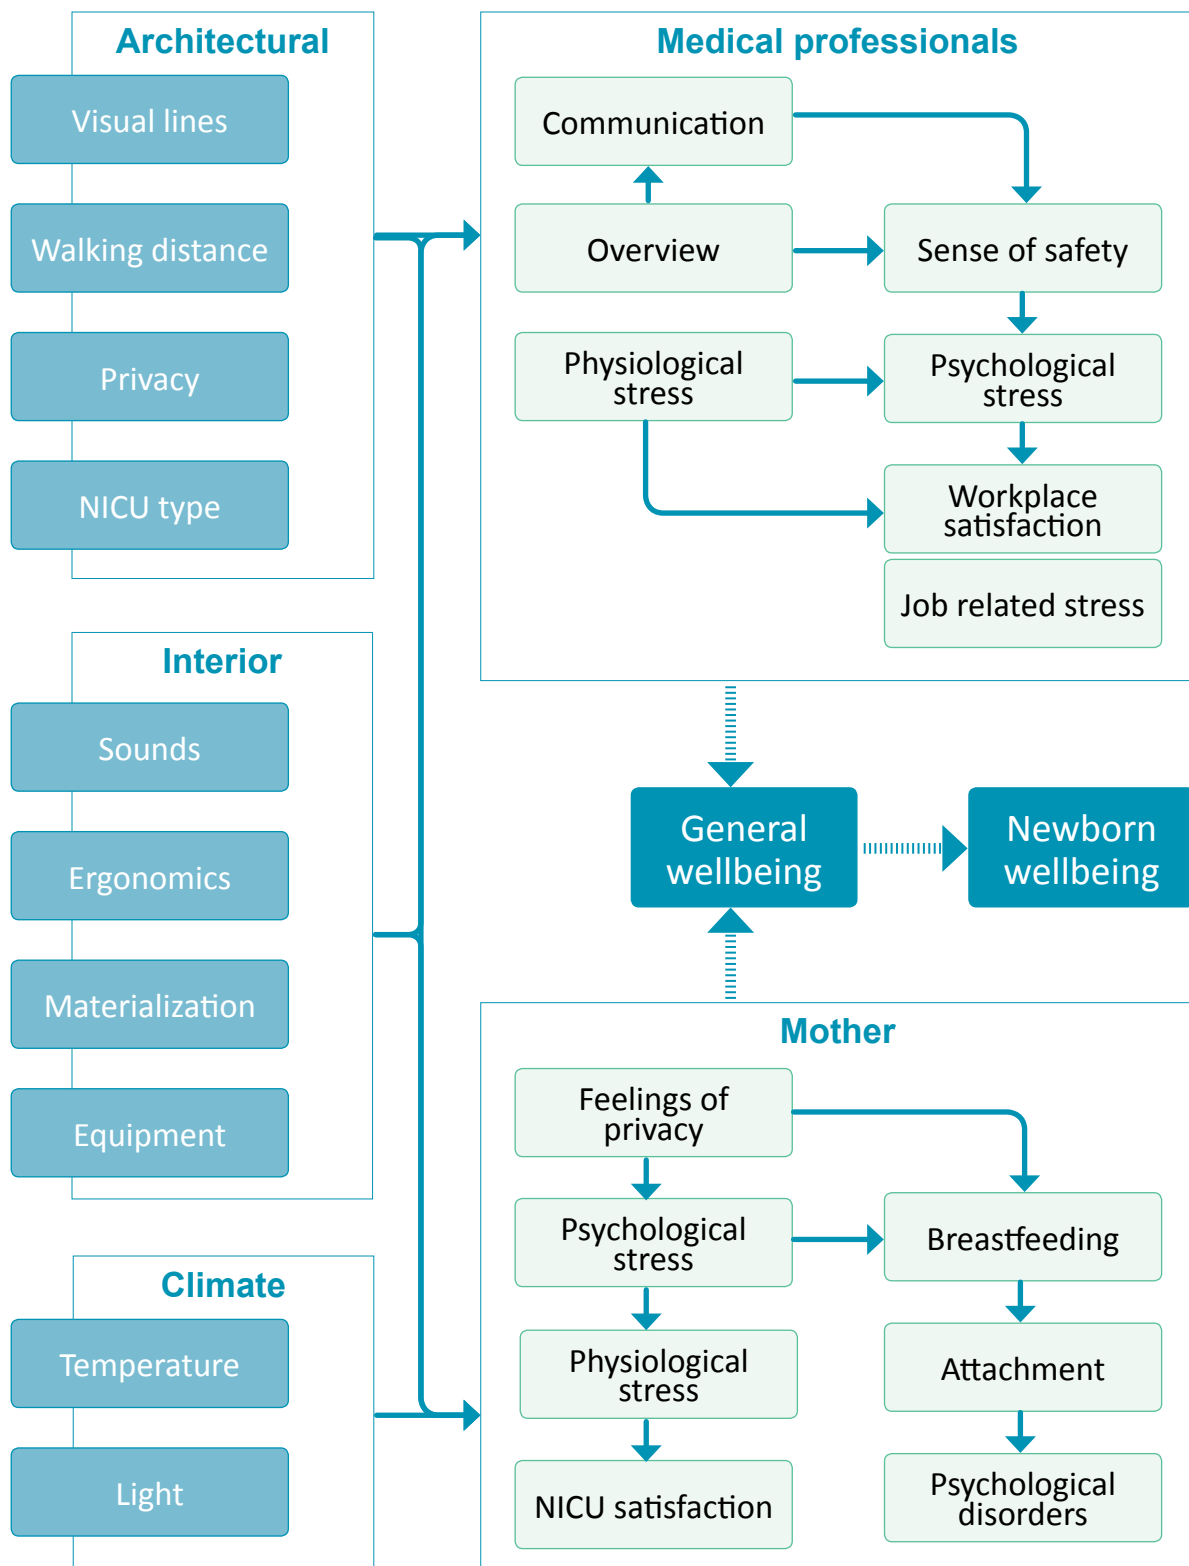 Architectural
Visual lines
Walking distance
Privacy
NICU type
Interior
Sounds
Ergonomics
Materialization
Equipment
Climate
Temperature
Light
Medical professionals
Communication
Overview
Sense of safety
Physiological
stress
Psychological
stress
Workplace
satisfaction
Job related stress
General
wellbeing
Newborn
wellbeing
Mother
Feelings of
privacy
Psychological
stress
Breastfeeding
Physiological
stress
Attachment
NICU satisfaction
Psychological
disorders